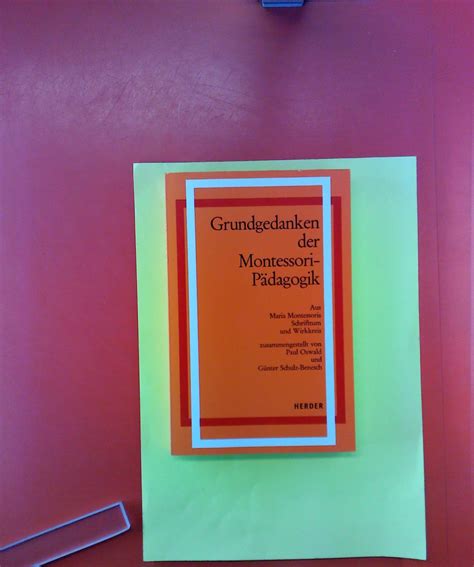 Grundgedanken
der
Montessori-
Pädagogik
Aus
Maria Montessoris
Schrifttum
und Wirkkreis
zusammengestellt von
Paul Oswald
und
Günter Schulz-Benesch
HERDER